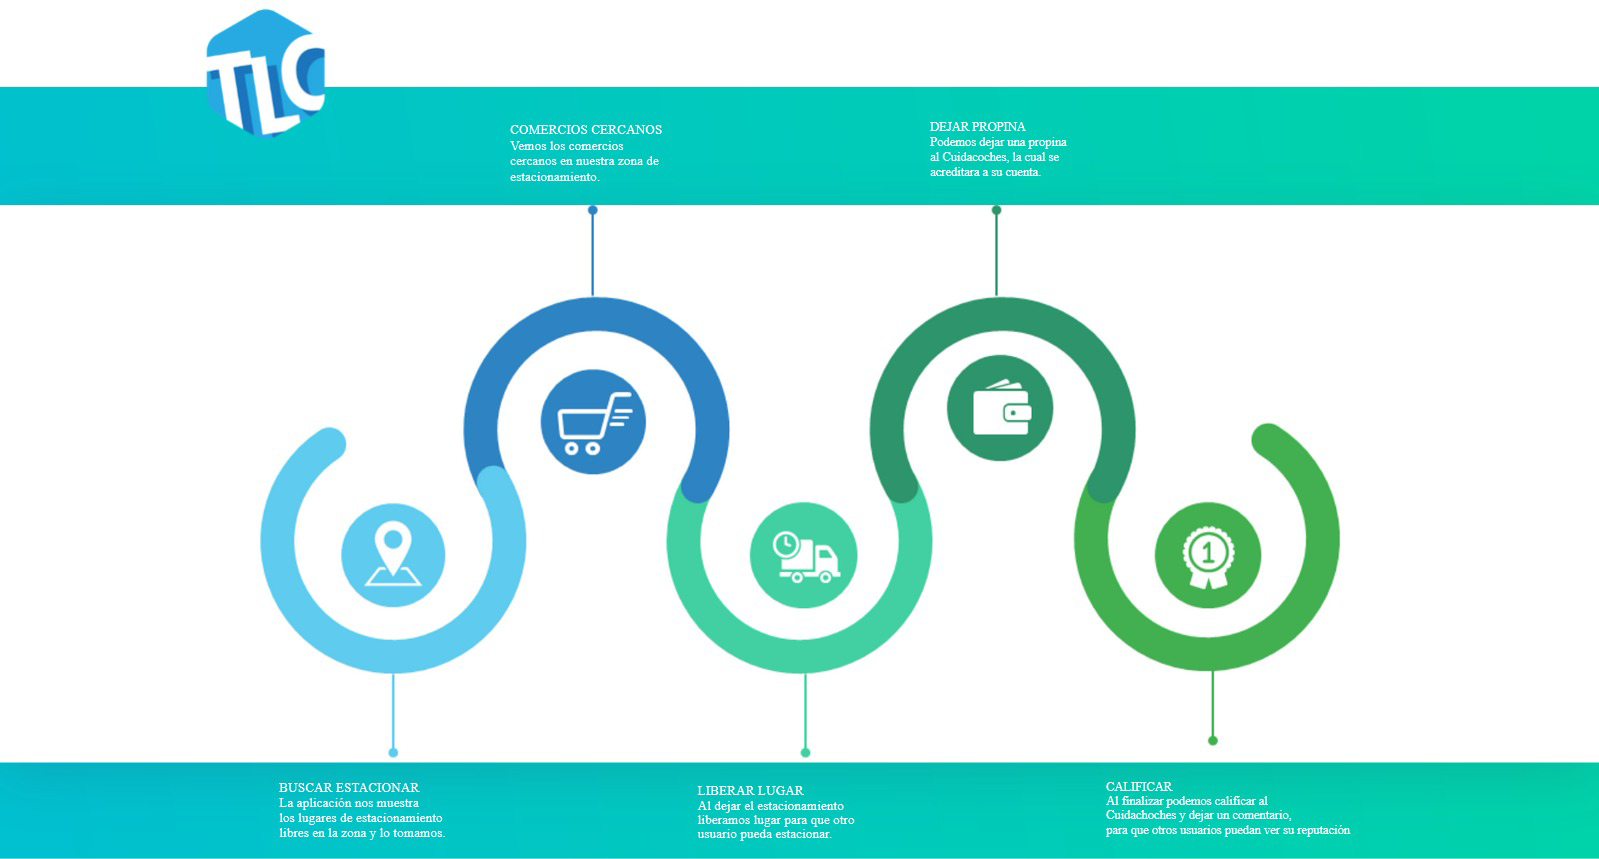 TLC
COMERCIOS CERCANOS
Vemos los comercios
cercanos en nuestra zona de
estacionamiento.
DEJAR PROPINA
Podemos dejar una propina
al Cuidacoches, la cual se
acreditara a su cuenta.
1
BUSCAR ESTACIONAR
La aplicación nos muestra
los lugares de estacionamiento
libres en la zona y lo tomamos.
LIBERAR LUGAR
Al dejar el estacionamiento
liberamos lugar para que otro
usuario pueda estacionar.
CALIFICAR
Al finalizar podemos calificar al
Cuidachoches y dejar un comentario,
para que otros usuarios puedan ver su reputación